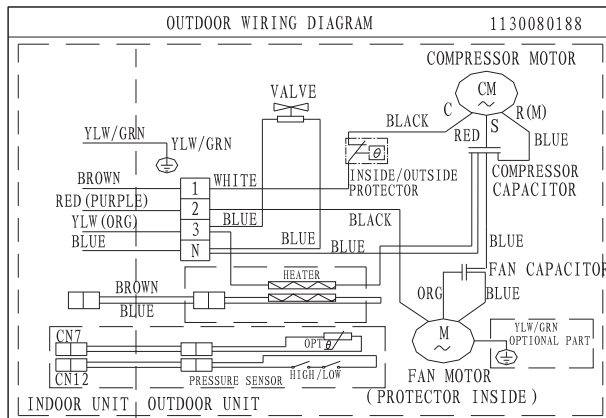 OUTDOOR WIRING DIAGRAM 1130080188
COMPRESSOR MOTOR
VALVE
CM
~
C
S
R(M)
BLACK
RED
BLUE
YLW/GRN
YLW/GRN
θ
INSIDE/OUTSIDE
PROTECTOR
COMPRESSOR
CAPACITOR
BROWN
1
WHITE
RED(PURPLE)
2
BLACK
YLW(ORG)
3
BLUE
BLUE
N
BLUE
BLUE
BLUE
HEATER
FAN CAPACITOR
BROWN
BLUE
ORG
BLUE
M
~
YLW/GRN
OPTIONAL PART
CN7
OPT
θ
CN12
PRESSURE SENSOR
HIGH/LOW
FAN MOTOR
(PROTECTOR INSIDE)
INDOOR UNIT
OUTDOOR UNIT